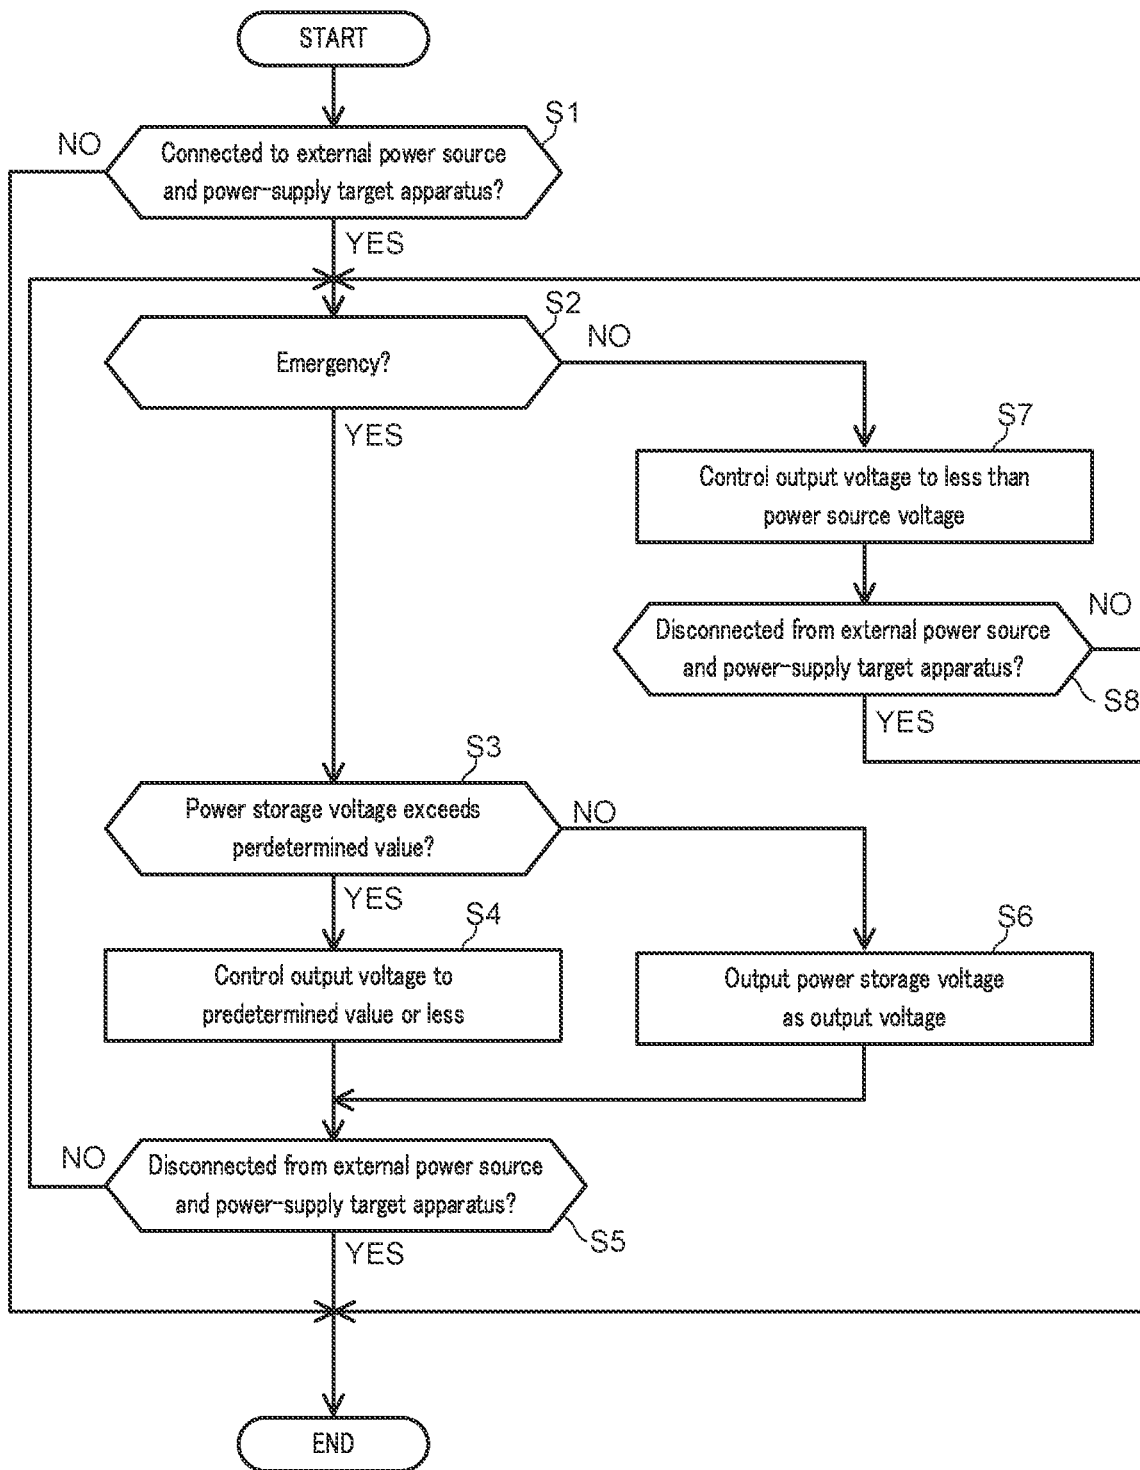 START
S1
NO
Connected to external power source
and power-supply target apparatus?
YES
S2
NO
Emergency?
YES
S7
Control output voltage to less than
power source voltage
NO
Disconnected from external power source
and power-supply target apparatus?
S8
YES
S3
Power storage voltage exceeds
perdetermined value?
NO
YES
S4
Control output voltage to
predetermined value or less
S6
Output power storage voltage
as output voltage
NO
Disconnected from external power source
and power-supply target apparatus?
S5
YES
END